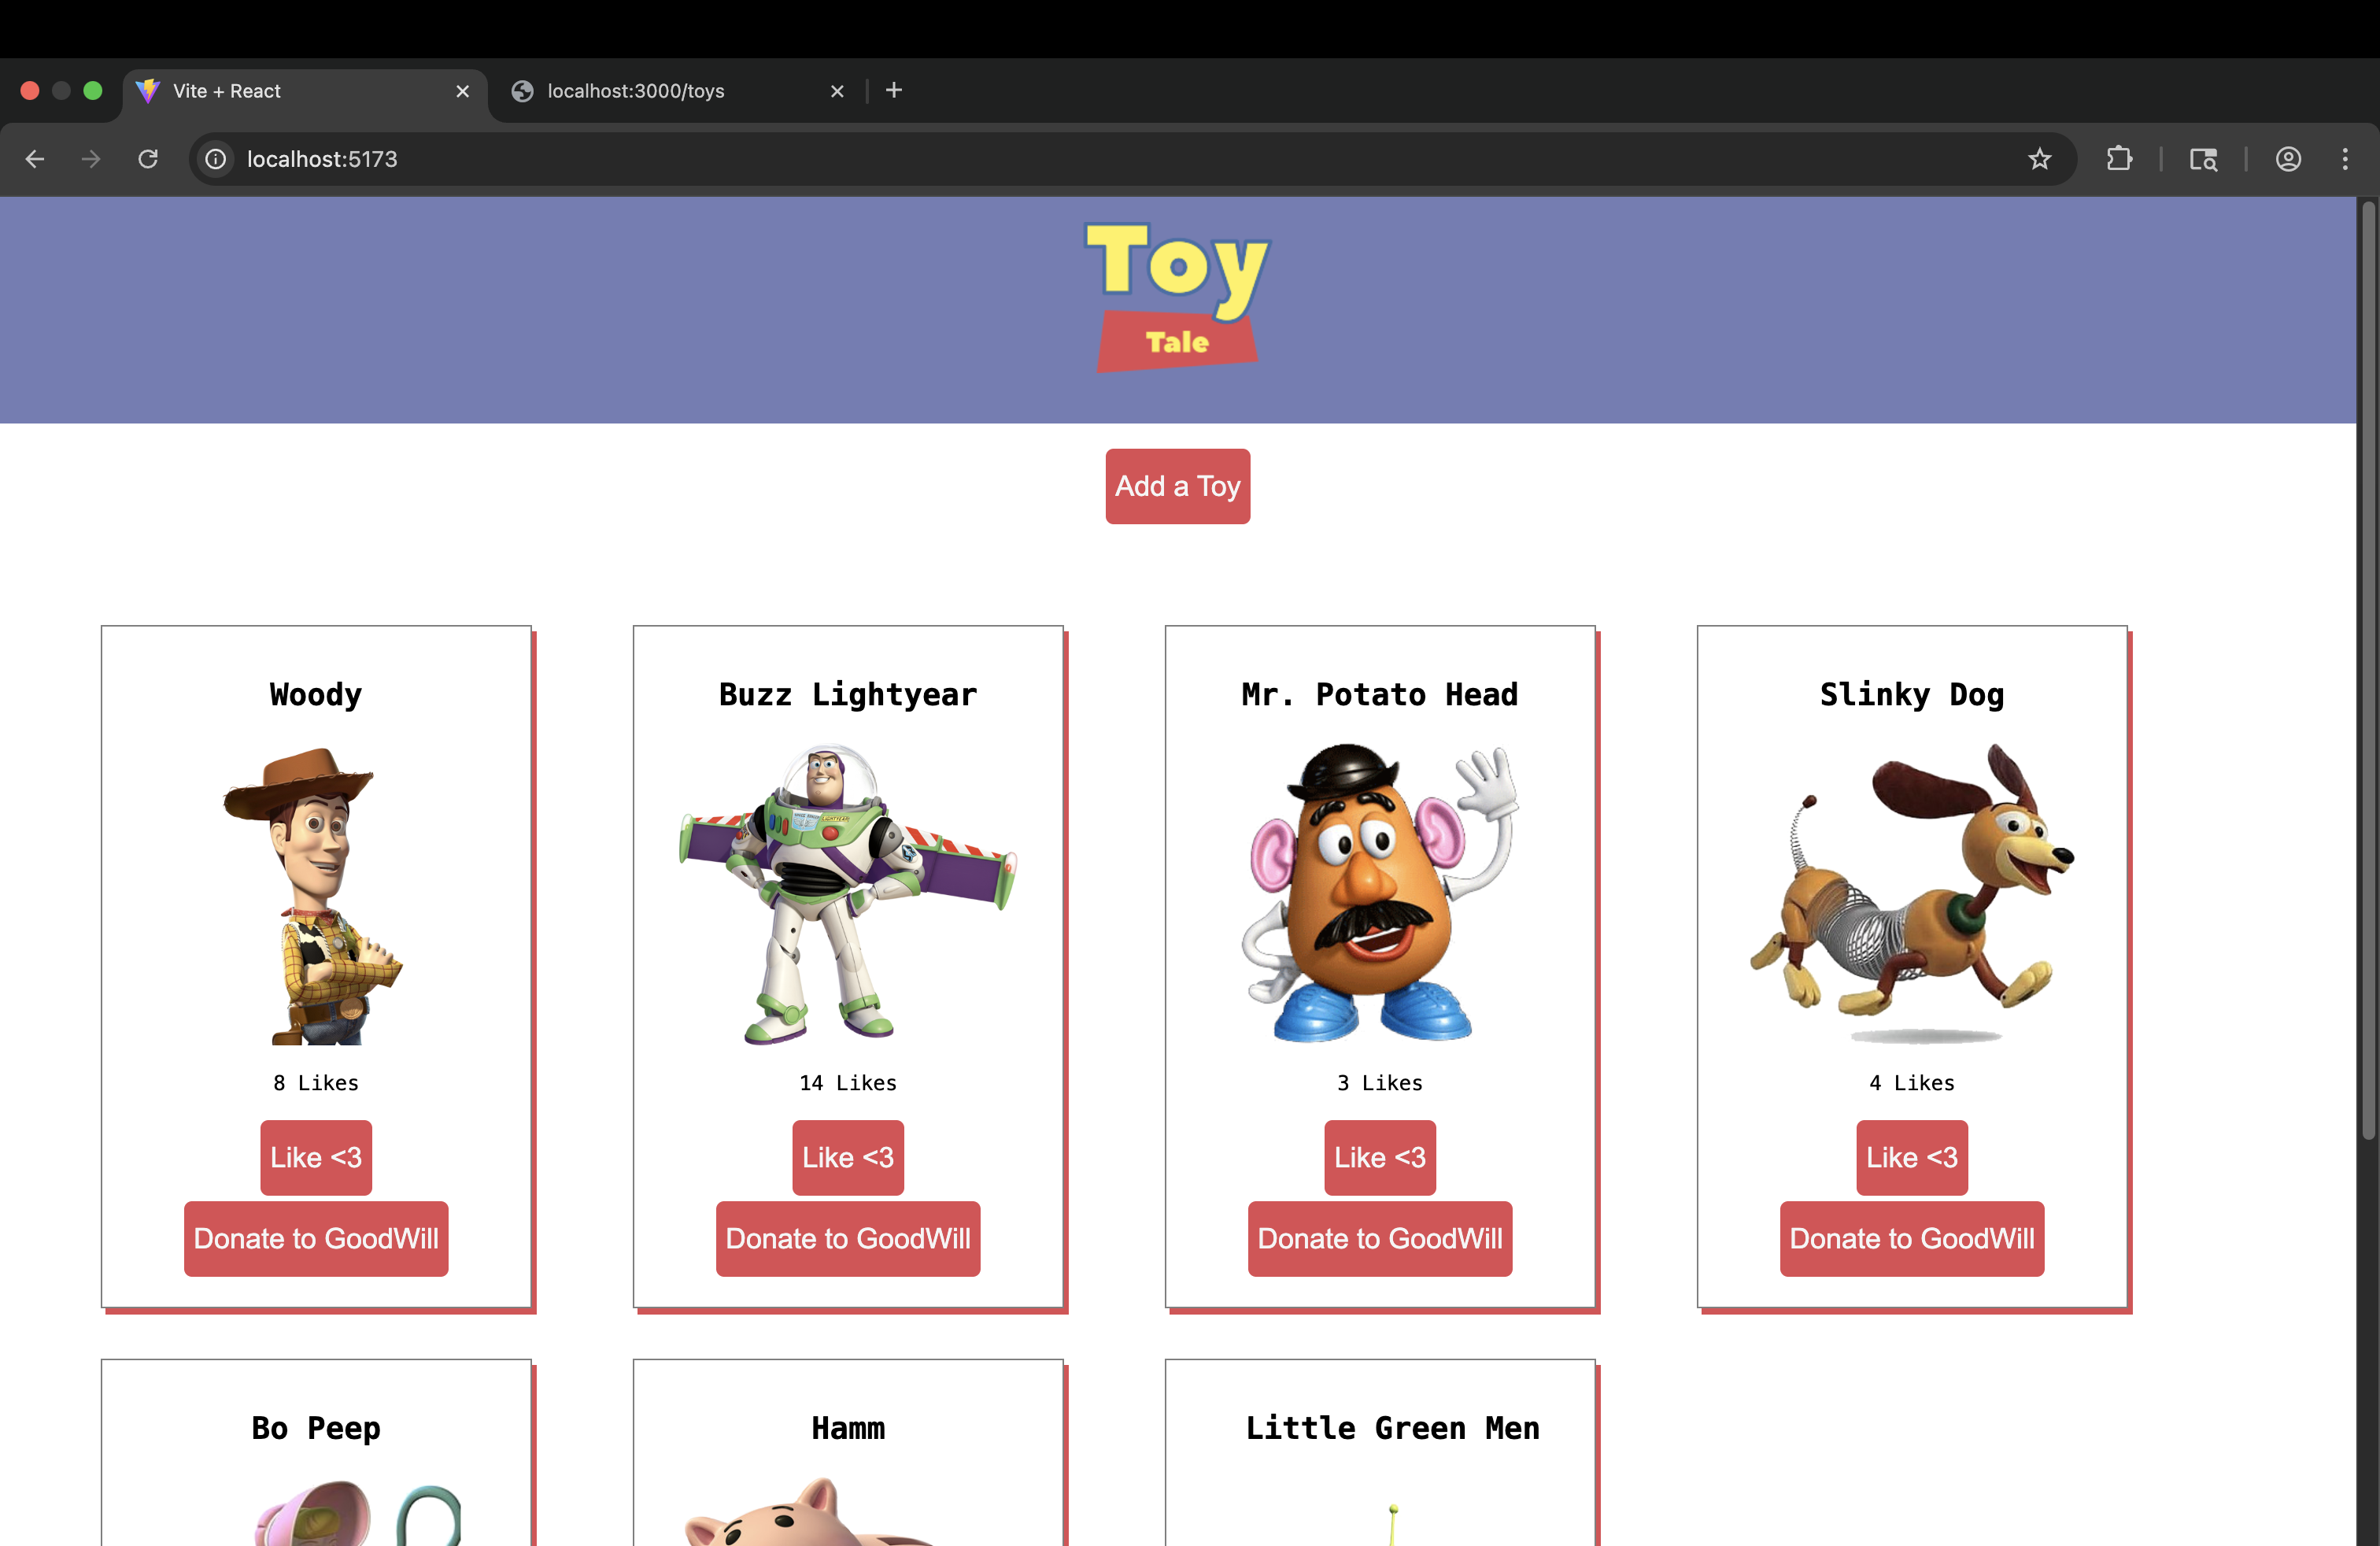 Vite + React
localhost:3000/toys
localhost:5173
Toy
Tale
Add a Toy
Woody
Buzz Lightyear
Mr. Potato Head
Slinky Dog
8 Likes
14 Likes
3 Likes
4 Likes
Like <3
Like <3
Like <3
Like <3
Donate to GoodWill
Donate to GoodWill
Donate to GoodWill
Donate to GoodWill
Bo Peep
Hamm
Little Green Men